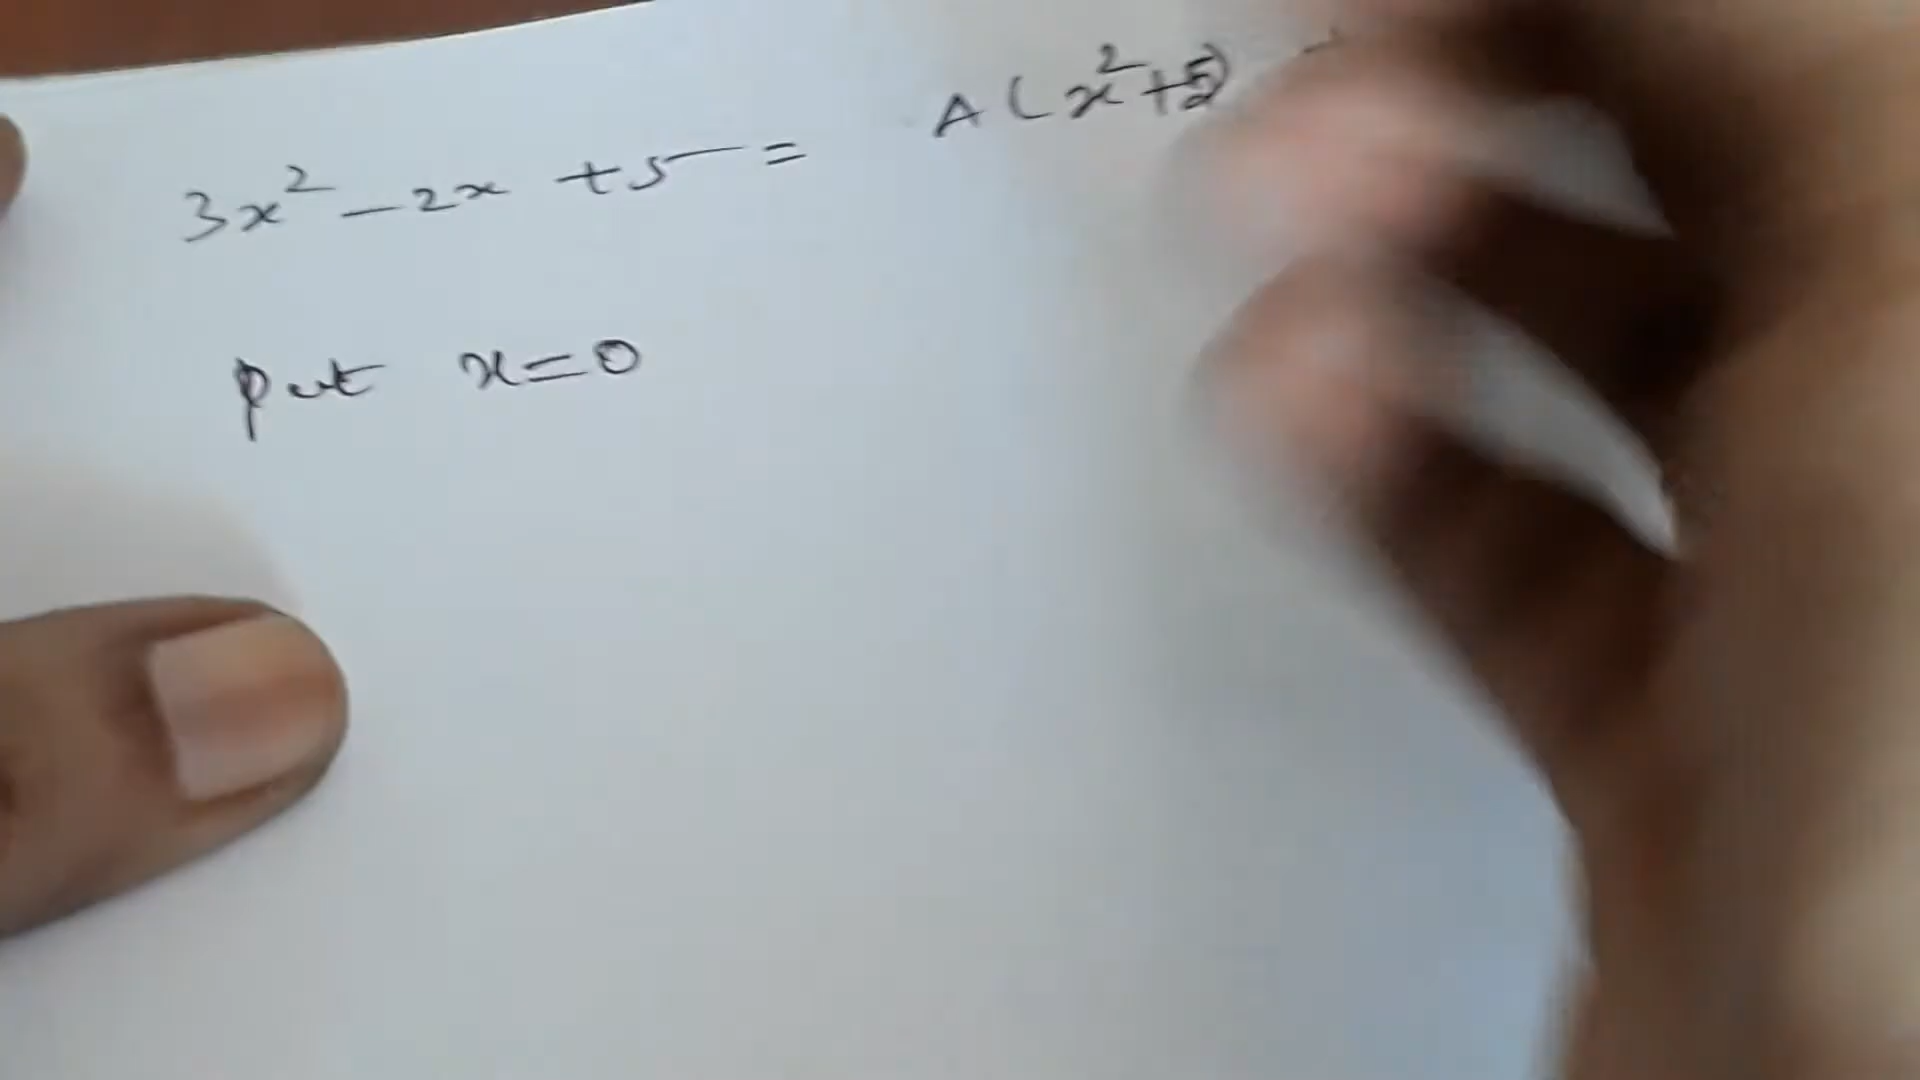 3x² - 2x + 5 = A(x²+5)
put x=0